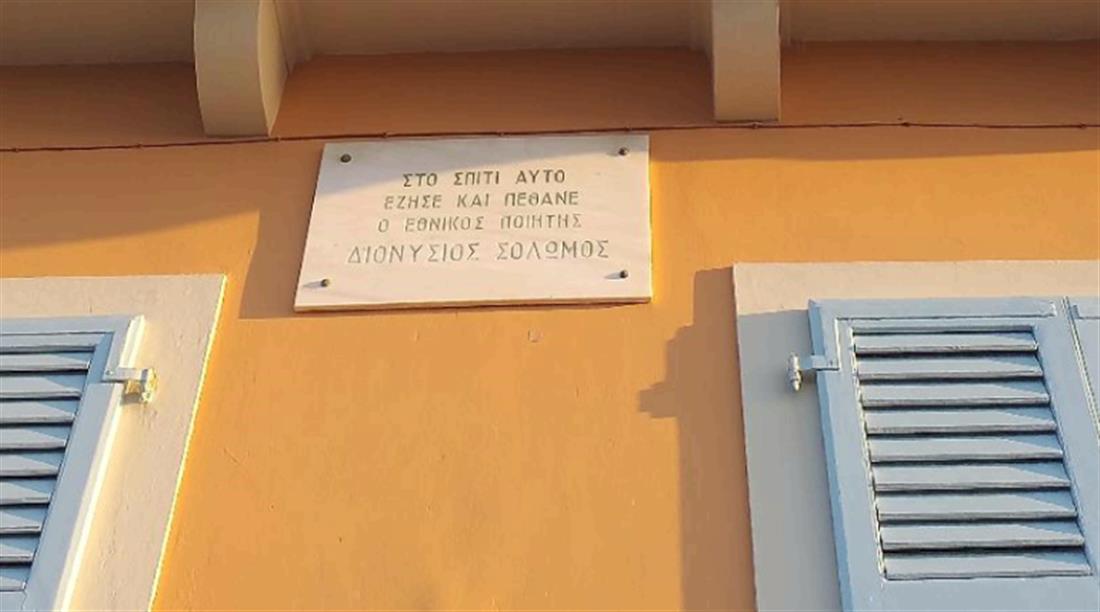 ΣΤΟ ΣΠΙΤΙ ΑΥΤΟ
ΕΖΗΣΕ ΚΑΙ ΠΕΘΑΝΕ
Ο ΕΘΝΙΚΟΣ ΠΟΙΗΤΗΣ
ΔΙΟΝΥΣΙΟΣ ΣΟΛΩΜΟΣ